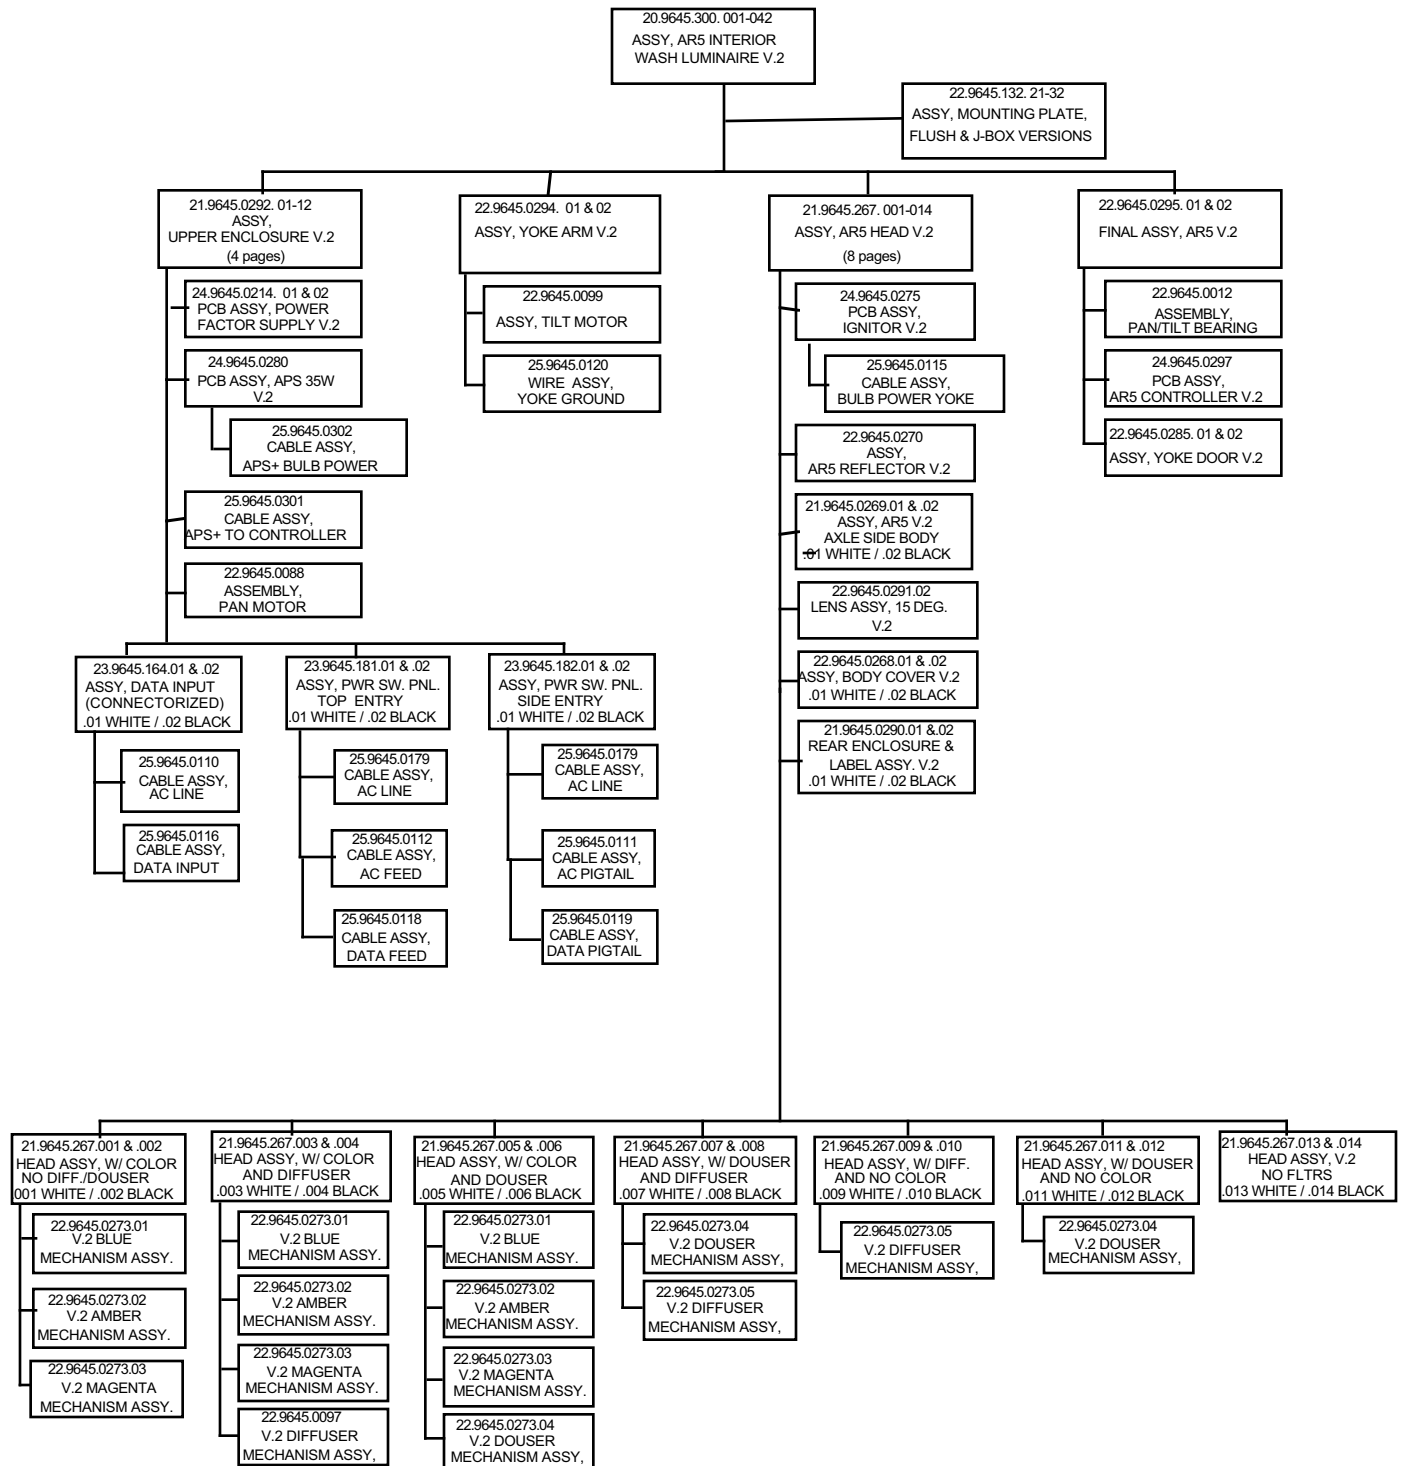 20.9645.300. 001-042
ASSY, AR5 INTERIOR
WASH LUMINAIRE V.2
22.9645.132. 21-32
ASSY, MOUNTING PLATE,
FLUSH & J-BOX VERSIONS
21.9645.0292. 01-12
ASSY,
UPPER ENCLOSURE V.2
(4 pages)
24.9645.0214. 01 & 02
PCB ASSY, POWER
FACTOR SUPPLY V.2
24.9645.0280
PCB ASSY, APS 35W
V.2
25.9645.0302
CABLE ASSY,
APS+ BULB POWER
25.9645.0301
CABLE ASSY,
APS+ TO CONTROLLER
22.9645.0088
ASSEMBLY,
PAN MOTOR
22.9645.0294. 01 & 02
ASSY, YOKE ARM V.2
22.9645.0099
ASSY, TILT MOTOR
25.9645.0120
WIRE ASSY,
YOKE GROUND
21.9645.267. 001-014
ASSY, AR5 HEAD V.2
(8 pages)
24.9645.0275
PCB ASSY,
IGNITOR V.2
25.9645.0115
CABLE ASSY,
BULB POWER YOKE
22.9645.0270
ASSY,
AR5 REFLECTOR V.2
21.9645.0269.01 & .02
ASSY, AR5 V.2
AXLE SIDE BODY
.01 WHITE / .02 BLACK
22.9645.0291.02
LENS ASSY, 15 DEG.
V.2
22.9645.0268.01 & .02
ASSY, BODY COVER V.2
.01 WHITE / .02 BLACK
21.9645.0290.01 &.02
REAR ENCLOSURE &
LABEL ASSY. V.2
.01 WHITE / .02 BLACK
22.9645.0295. 01 & 02
FINAL ASSY, AR5 V.2
22.9645.0012
ASSEMBLY,
PAN/TILT BEARING
24.9645.0297
PCB ASSY,
AR5 CONTROLLER V.2
22.9645.0285. 01 & 02
ASSY, YOKE DOOR V.2
23.9645.164.01 & .02
ASSY, DATA INPUT
(CONNECTORIZED)
.01 WHITE / .02 BLACK
25.9645.0110
CABLE ASSY,
AC LINE
25.9645.0116
CABLE ASSY,
DATA INPUT
23.9645.181.01 & .02
ASSY, PWR SW. PNL.
TOP ENTRY
.01 WHITE / .02 BLACK
25.9645.0179
CABLE ASSY,
AC LINE
25.9645.0112
CABLE ASSY,
AC FEED
25.9645.0118
CABLE ASSY,
DATA FEED
23.9645.182.01 & .02
ASSY, PWR SW. PNL.
SIDE ENTRY
.01 WHITE / .02 BLACK
25.9645.0179
CABLE ASSY,
AC LINE
25.9645.0111
CABLE ASSY,
AC PIGTAIL
25.9645.0119
CABLE ASSY,
DATA PIGTAIL
21.9645.267.001 & .002
HEAD ASSY, W/ COLOR
NO DIFF./DOUSER
001 WHITE / .002 BLACK
22.9645.0273.01
V.2 BLUE
MECHANISM ASSY.
22.9645.0273.02
V.2 AMBER
MECHANISM ASSY.
22.9645.0273.03
V.2 MAGENTA
MECHANISM ASSY.
21.9645.267.003 & .004
HEAD ASSY, W/ COLOR
AND DIFFUSER
.003 WHITE / .004 BLACK
22.9645.0273.01
V.2 BLUE
MECHANISM ASSY.
22.9645.0273.02
V.2 AMBER
MECHANISM ASSY.
22.9645.0273.03
V.2 MAGENTA
MECHANISM ASSY.
22.9645.0097
V.2 DIFFUSER
MECHANISM ASSY,
21.9645.267.005 & .006
HEAD ASSY, W/ COLOR
AND DOUSER
.005 WHITE / .006 BLACK
22.9645.0273.01
V.2 BLUE
MECHANISM ASSY.
22.9645.0273.02
V.2 AMBER
MECHANISM ASSY.
22.9645.0273.03
V.2 MAGENTA
MECHANISM ASSY.
22.9645.0273.04
V.2 DOUSER
MECHANISM ASSY,
21.9645.267.007 & .008
HEAD ASSY, W/ DOUSER
AND DIFFUSER
.007 WHITE / .008 BLACK
22.9645.0273.04
V.2 DOUSER
MECHANISM ASSY,
22.9645.0273.05
V.2 DIFFUSER
MECHANISM ASSY,
21.9645.267.009 & .010
HEAD ASSY, W/ DIFF.
AND NO COLOR
.009 WHITE / .010 BLACK
22.9645.0273.05
V.2 DIFFUSER
MECHANISM ASSY,
21.9645.267.011 & .012
HEAD ASSY, W/ DOUSER
AND NO COLOR
.011 WHITE / .012 BLACK
22.9645.0273.04
V.2 DOUSER
MECHANISM ASSY,
21.9645.267.013 & .014
HEAD ASSY, V.2
NO FLTRS
.013 WHITE / .014 BLACK